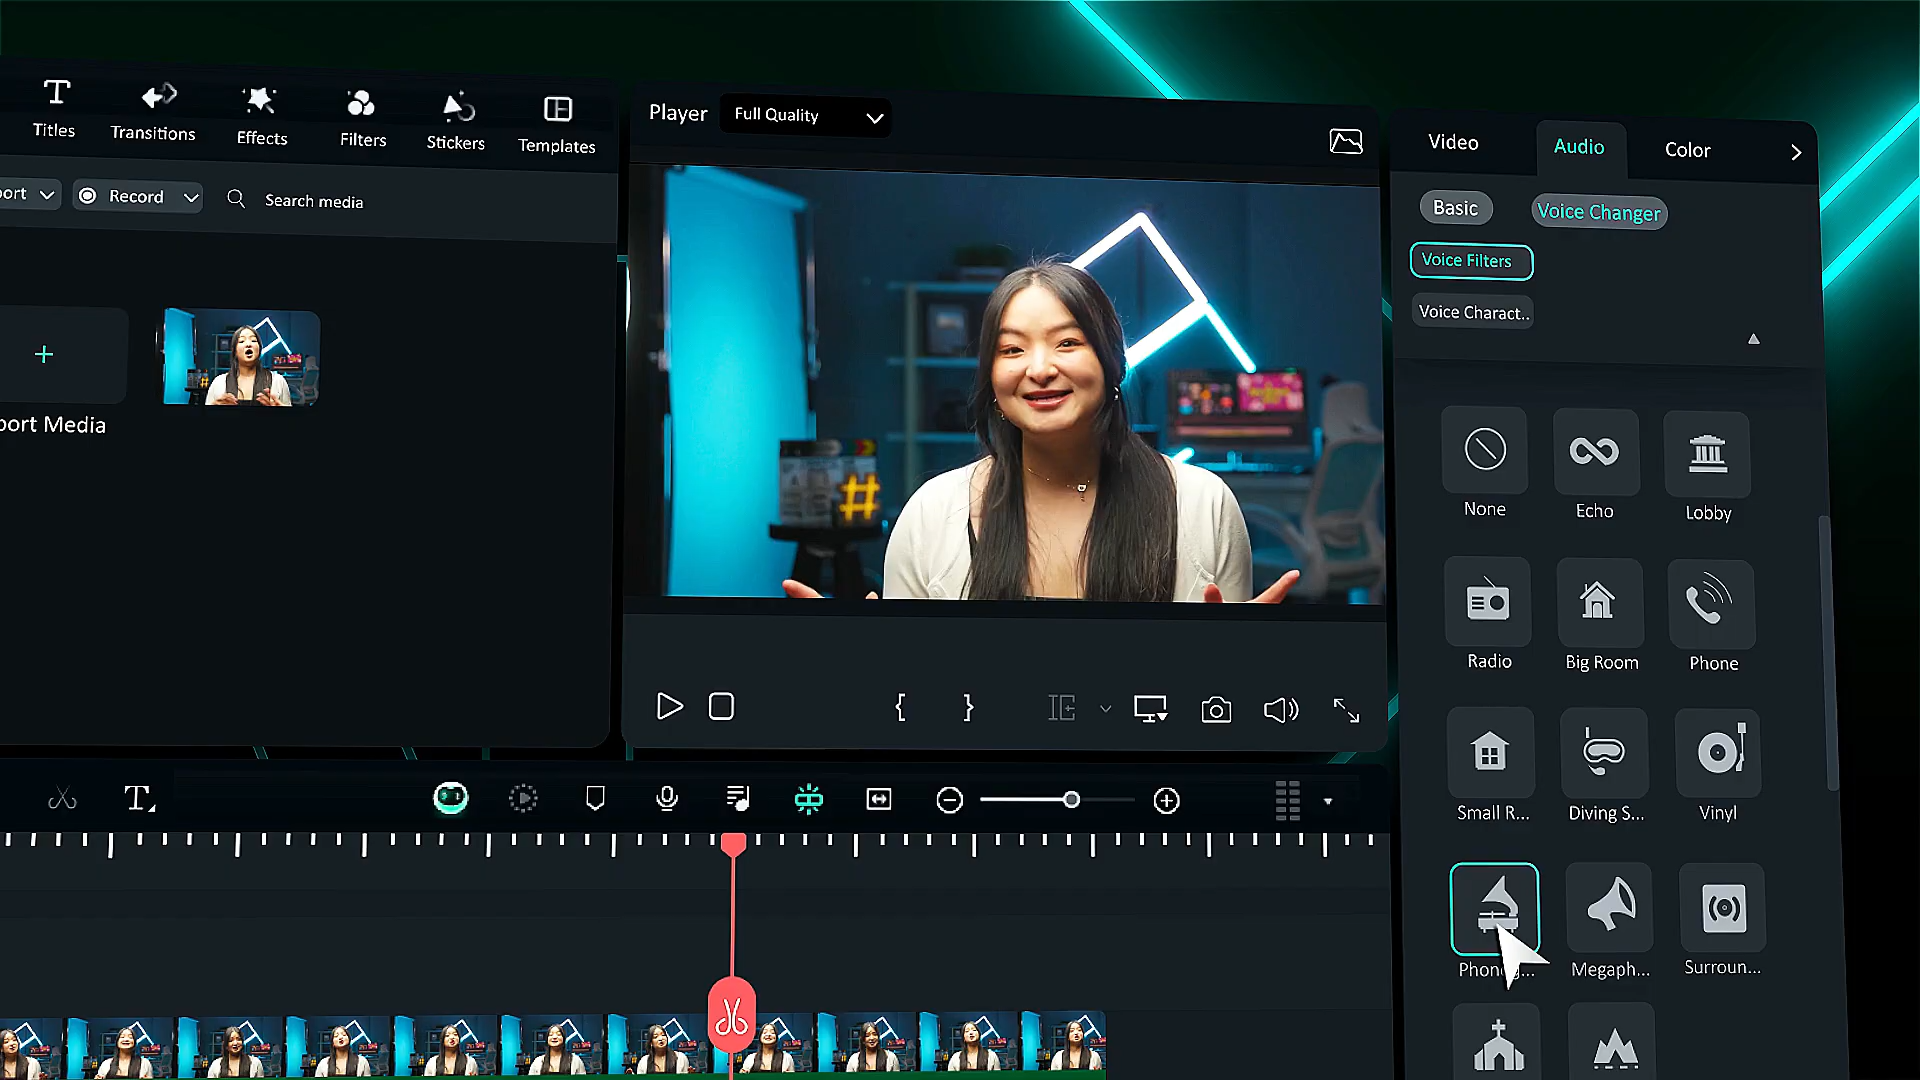 Titles
Transitions
Effects
Filters
Stickers
Templates
Player
Full Quality
Video
Audio
Color
ort
Record
Search media
Basic
Voice Changer
Voice Filters
Voice Charact..
ort Media
#
None
Echo
Lobby
Radio
Big Room
Phone
Small R...
Diving S...
Vinyl
Megaph...
Surroun...